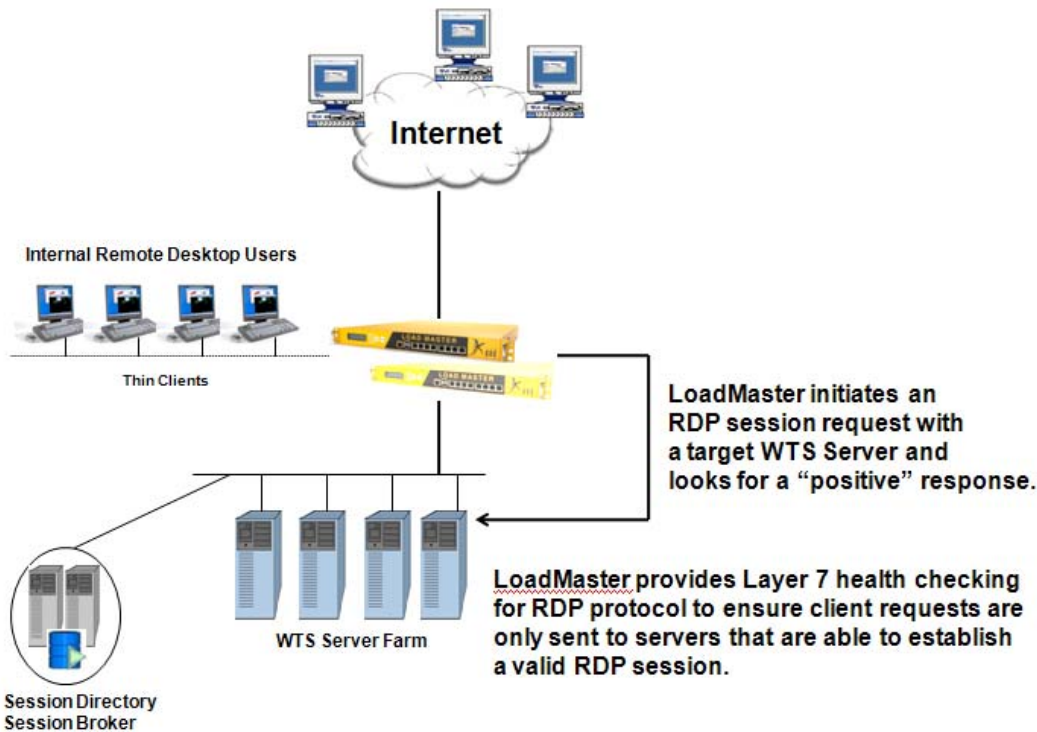 Internet
Internal Remote Desktop Users
Thin Clients
LOAD MASTER
LOAD MASTER
LoadMaster initiates an
RDP session request with
a target WTS Server and
looks for a “positive” response.
LoadMaster provides Layer 7 health checking
for RDP protocol to ensure client requests are
only sent to servers that are able to establish
a valid RDP session.
WTS Server Farm
Session Directory
Session Broker